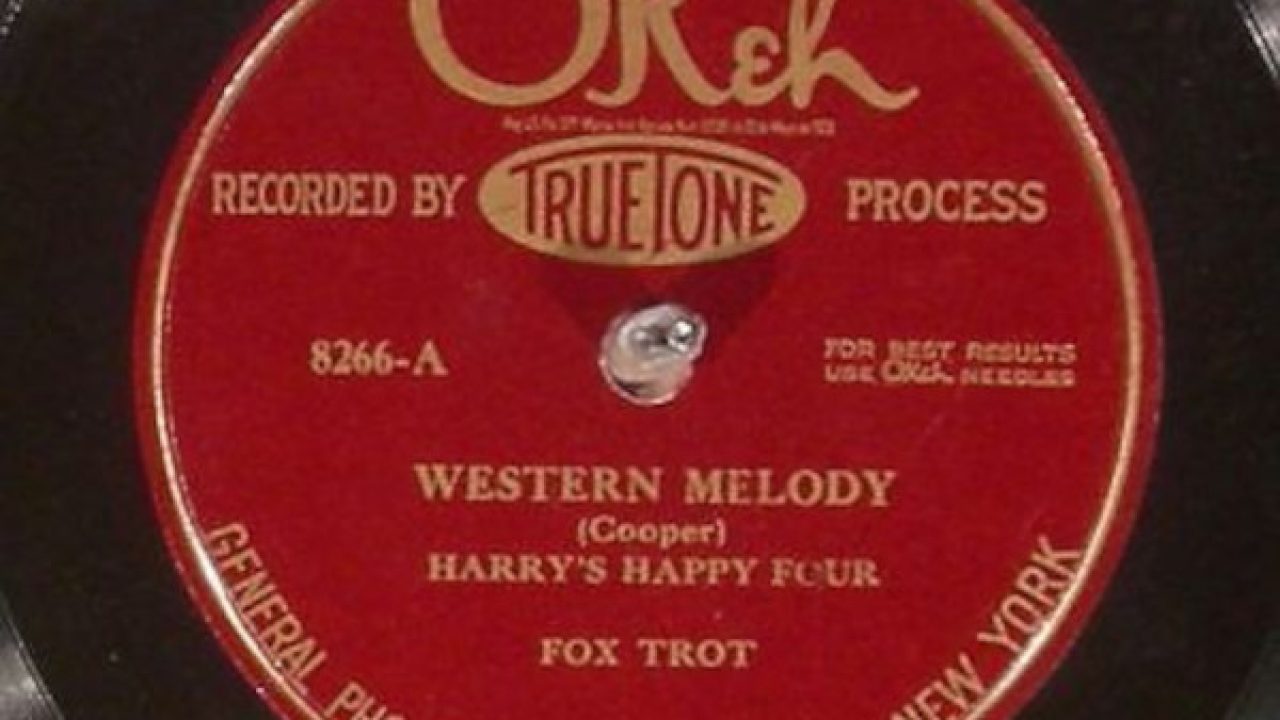 OKeh
RECORDED BY TRUETONE PROCESS
8266-A
FOR BEST RESULTS
USE OKeh NEEDLES
WESTERN MELODY
(Cooper)
HARRY'S HAPPY FOUR
FOX TROT
GENERAL
NEW YORK